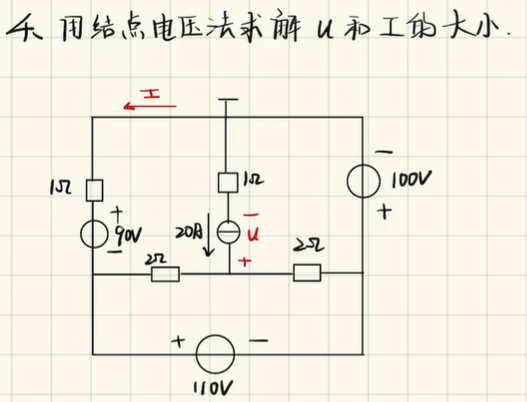 4、用结点电压法求解 u 和 I 的大小.
I
1Ω
1Ω
-
100V
+
+
90V
-
20A
-
u
+
2Ω
2Ω
+
-
110V